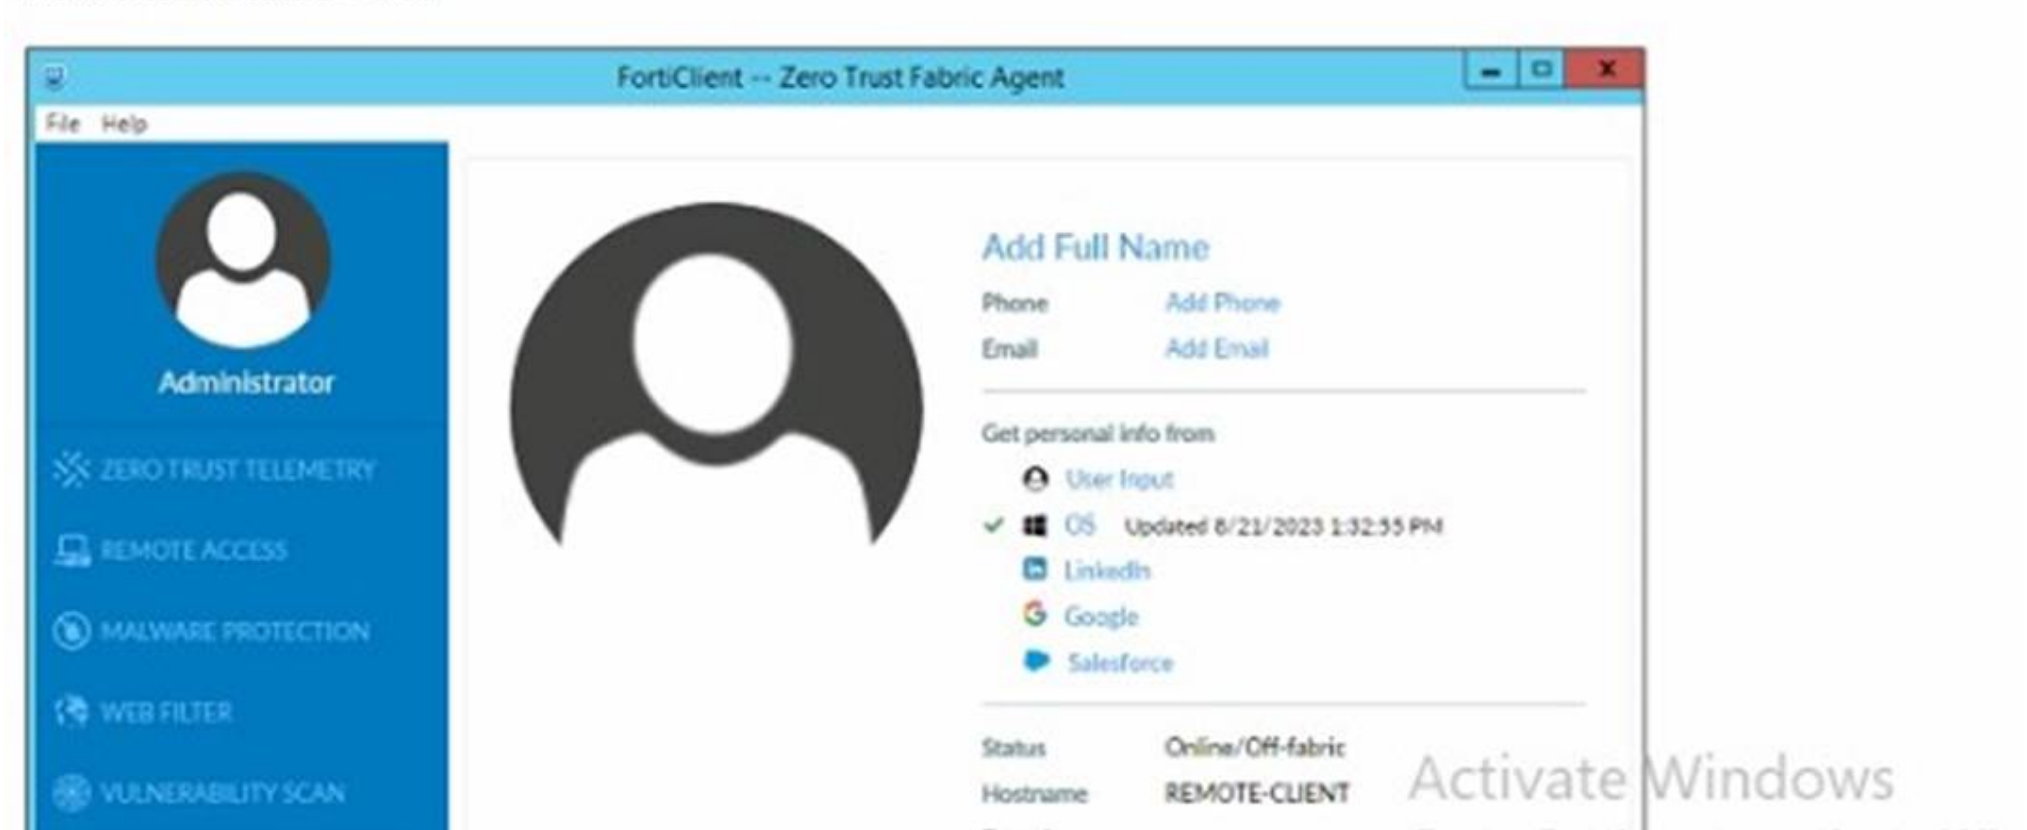 FortiClient -- Zero Trust Fabric Agent
File Help
Administrator
ZERO TRUST TELEMETRY
REMOTE ACCESS
MALWARE PROTECTION
WEB FILTER
VULNERABILITY SCAN
Add Full Name
Phone Add Phone
Email Add Email
Get personal info from
User Input
OS Updated 8/21/2023 1:32:55 PM
LinkedIn
Google
Salesforce
Status Online/Off-fabric
Hostname REMOTE-CLIENT
Activate Windows